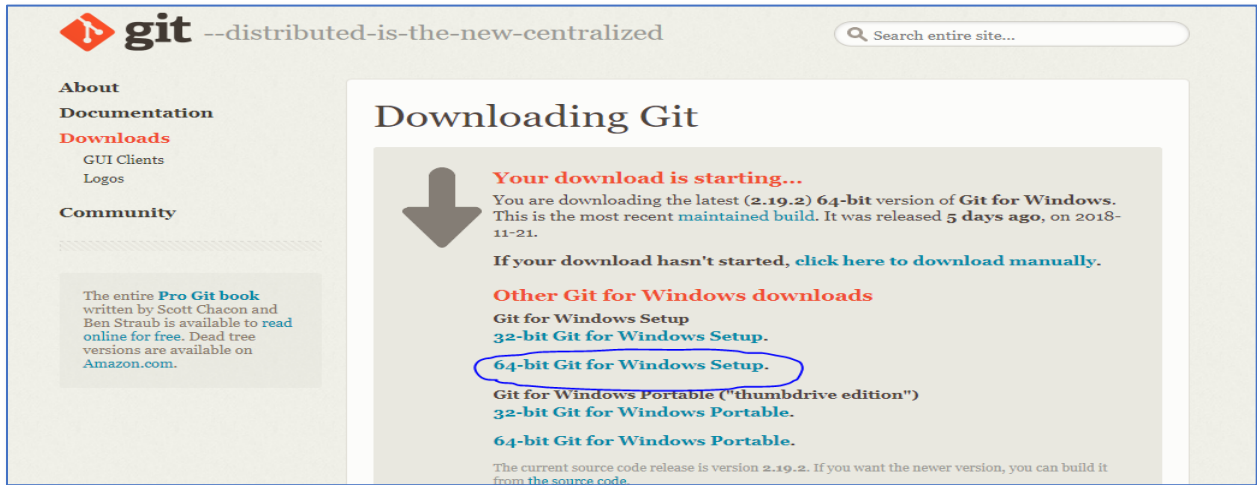 git --distributed-is-the-new-centralized
Search entire site...
About
Documentation
Downloads
GUI Clients
Logos
Community
The entire Pro Git book
written by Scott Chacon and
Ben Straub is available to read
online for free. Dead tree
versions are available on
Amazon.com.
Downloading Git
Your download is starting...
You are downloading the latest (2.19.2) 64-bit version of Git for Windows.
This is the most recent maintained build. It was released 5 days ago, on 2018-
11-21.
If your download hasn't started, click here to download manually.
Other Git for Windows downloads
Git for Windows Setup
32-bit Git for Windows Setup.
64-bit Git for Windows Setup.
Git for Windows Portable ("thumbdrive edition")
32-bit Git for Windows Portable.
64-bit Git for Windows Portable.
The current source code release is version 2.19.2. If you want the newer version, you can build it
from the source code.